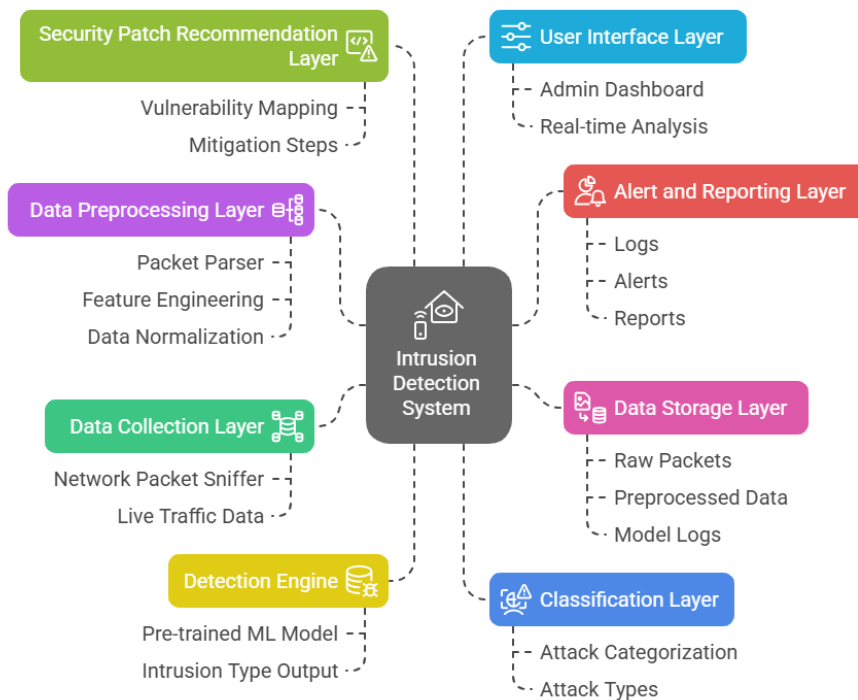 Security Patch Recommendation
Layer
Vulnerability Mapping
Mitigation Steps
Data Preprocessing Layer
Packet Parser
Feature Engineering
Data Normalization
Data Collection Layer
Network Packet Sniffer
Live Traffic Data
Detection Engine
Pre-trained ML Model
Intrusion Type Output
Intrusion
Detection
System
User Interface Layer
Admin Dashboard
Real-time Analysis
Alert and Reporting Layer
Logs
Alerts
Reports
Data Storage Layer
Raw Packets
Preprocessed Data
Model Logs
Classification Layer
Attack Categorization
Attack Types